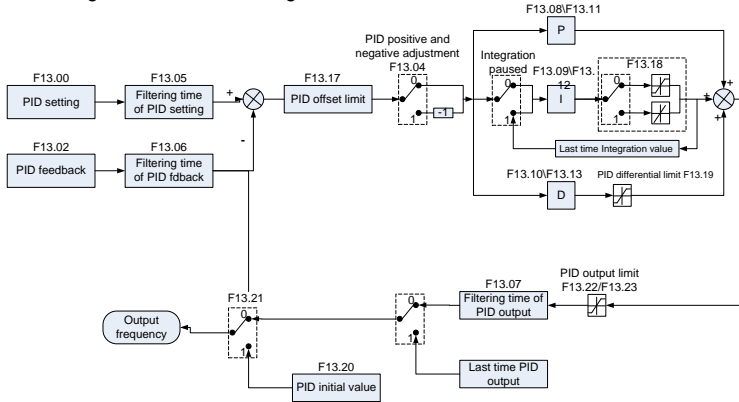 F13.08\F13.11
P
PID positive and
negative adjustment
F13.04
Integration
paused
F13.18
F13.00
PID setting
F13.05
Filtering time
of PID setting
+
F13.17
PID offset limit
0
1
-1
0
1
F13.09\F13.
12
I
0
1
+
+
+
-
F13.02
PID feedback
F13.06
Filtering time
of PID fdback
Last time Integration value
F13.10\F13.13
D
PID differential limit F13.19
F13.21
0
1
Output
frequency
F13.20
PID initial value
0
1
F13.07
Filtering time of
PID output
PID output limit
F13.22/F13.23
Last time PID
output